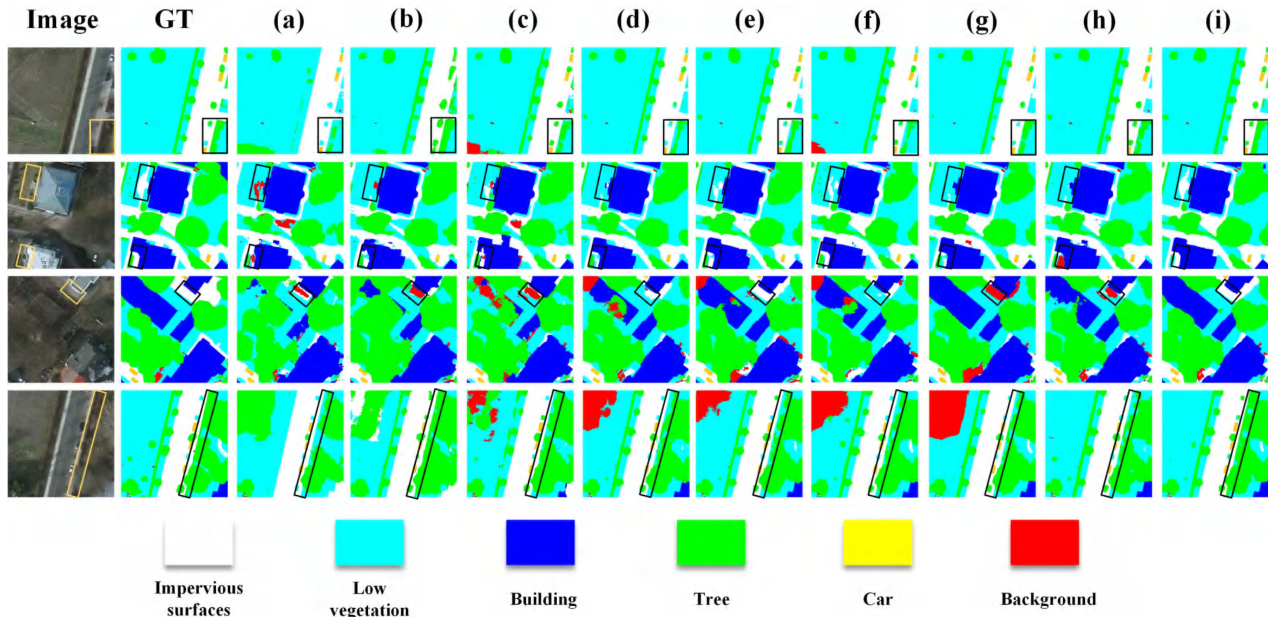 Image GT (a) (b) (c) (d) (e) (f) (g) (h) (i)
Impervious surfaces
Low vegetation
Building
Tree
Car
Background